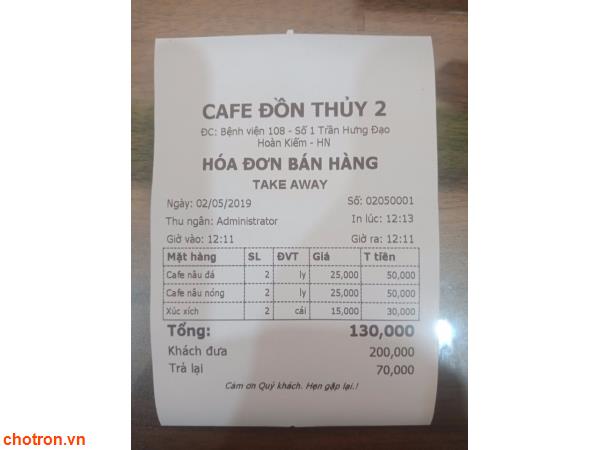 CAFE ĐỒN THỦY 2
ĐC: Bệnh viện 108 - Số 1 Trần Hưng Đạo
Hoàn Kiếm - HN
HÓA ĐƠN BÁN HÀNG
TAKE AWAY
Ngày: 02/05/2019 Số: 02050001
Thu ngân: Administrator In lúc: 12:13
Giờ vào: 12:11 Giờ ra: 12:11
Mặt hàng SL ĐVT Giá T tiền
Cafe nâu đá 2 ly 25,000 50,000
Cafe nâu nóng 2 ly 25,000 50,000
Xúc xích 2 cái 15,000 30,000
Tổng: 130,000
Khách đưa 200,000
Trả lại 70,000
Cám ơn Quý khách. Hẹn gặp lại.!
chotron.vn